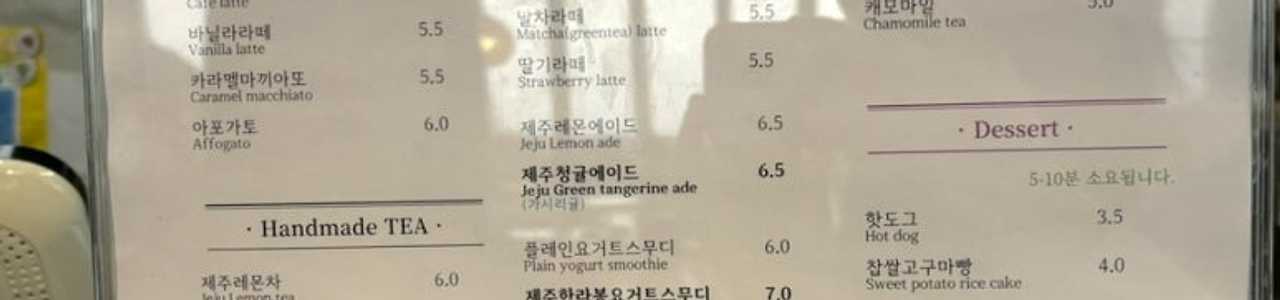 Cafe latte
바닐라라떼 5.5
Vanilla latte
카라멜마끼아또 5.5
Caramel macchiato
아포가토 6.0
Affogato
· Handmade TEA ·
제주레몬차 6.0
Jeju Lemon tea
말차라떼 5.5
Matcha(greentea) latte
딸기라떼 5.5
Strawberry latte
제주레몬에이드 6.5
Jeju Lemon ade
제주청귤에이드 6.5
Jeju Green tangerine ade
(가시리귤)
플레인요거트스무디 6.0
Plain yogurt smoothie
제주한라봉요거트스무디 7.0
캐모마일 5.0
Chamomile tea
· Dessert ·
5-10분 소요됩니다.
핫도그 3.5
Hot dog
찹쌀고구마빵 4.0
Sweet potato rice cake